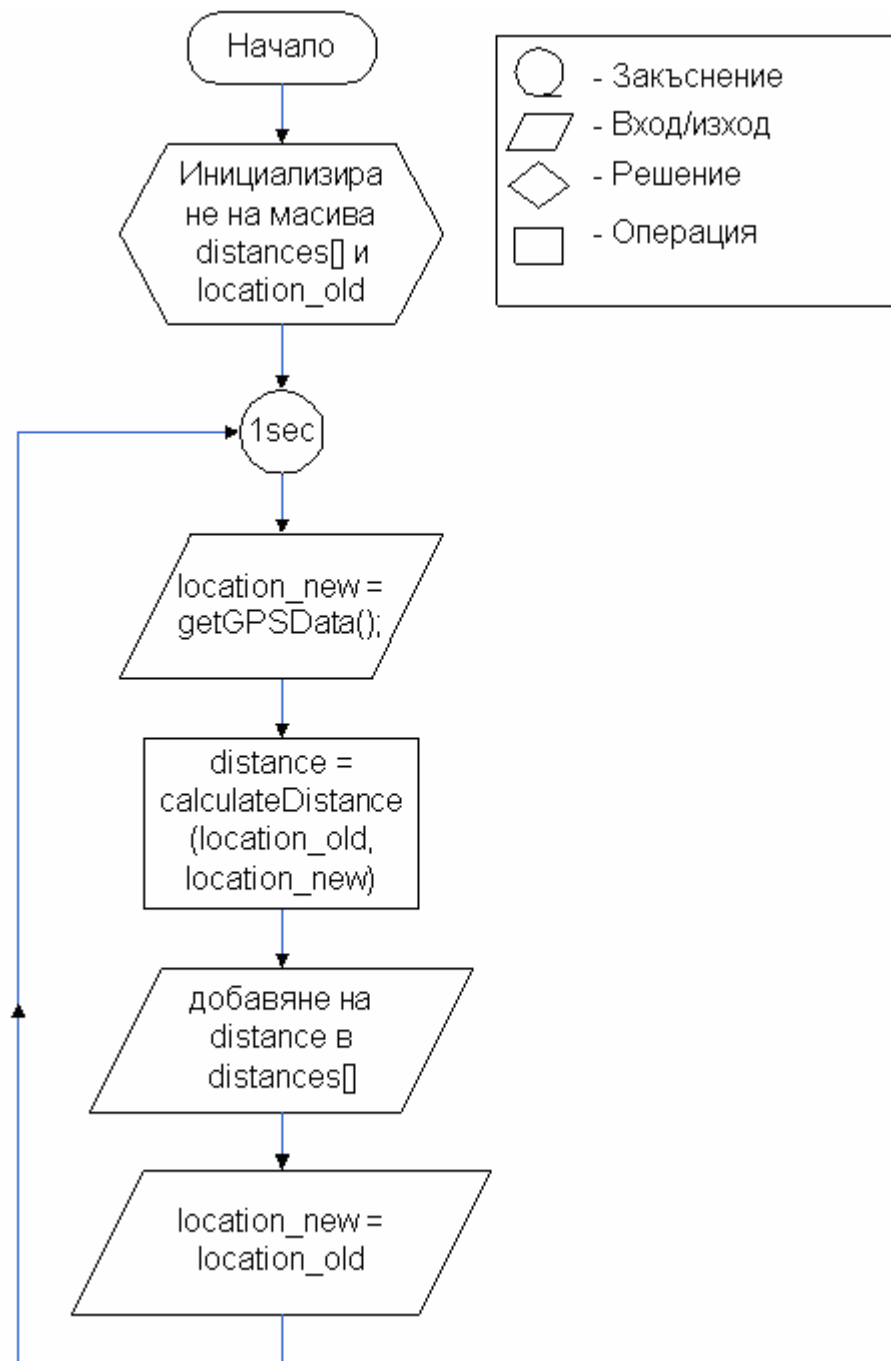 Начало
Инициализира
не на масива
distances[] и
location_old
1sec
location_new =
getGPSData();
distance =
calculateDistance
(location_old,
location_new)
добавяне на
distance в
distances[]
location_new =
location_old
- Закъснение
- Вход/изход
- Решение
- Операция